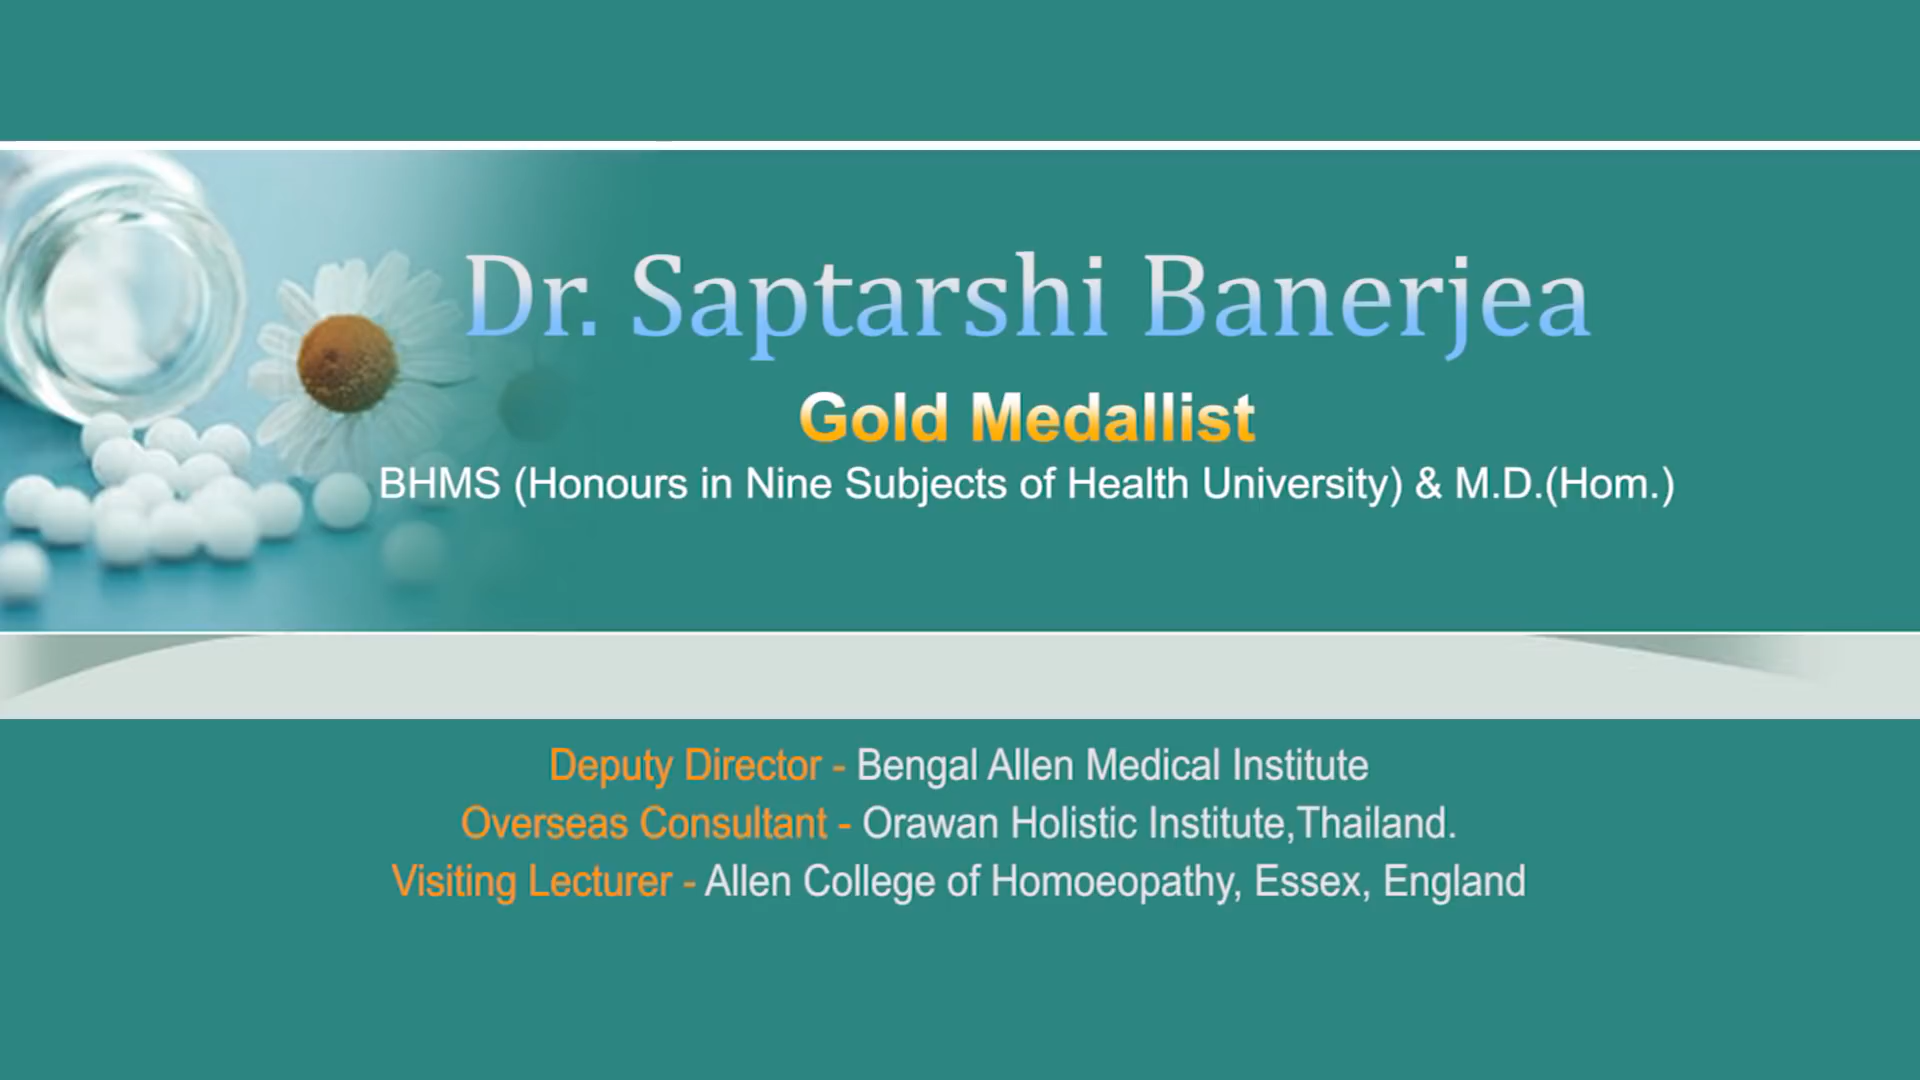 Dr. Saptarshi Banerjea
Gold Medallist
BHMS (Honours in Nine Subjects of Health University) & M.D.(Hom.)
Deputy Director - Bengal Allen Medical Institute
Overseas Consultant - Orawan Holistic Institute,Thailand.
Visiting Lecturer - Allen College of Homoeopathy, Essex, England